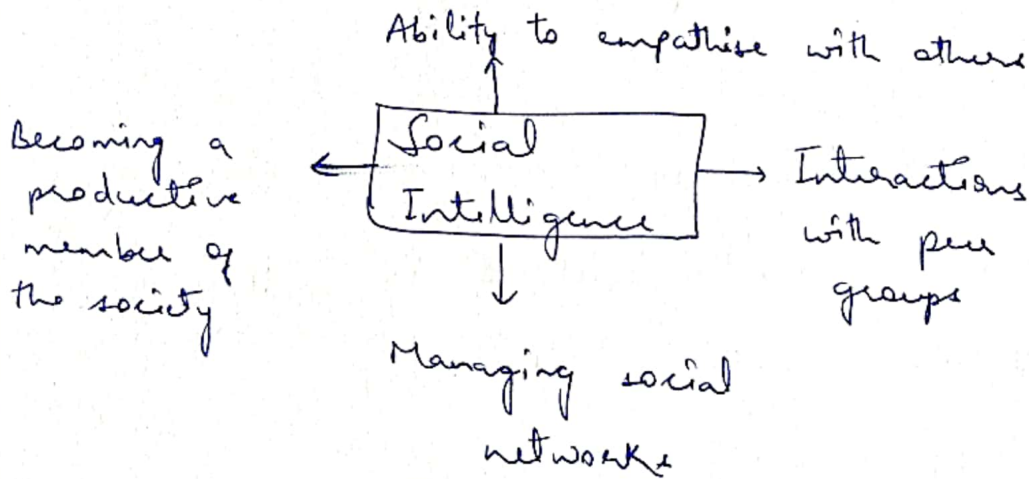 Ability to empathise with others
Social
Intelligence
Becoming a
productive
member of
the society
Interactions
with peer
groups
Managing social
networks